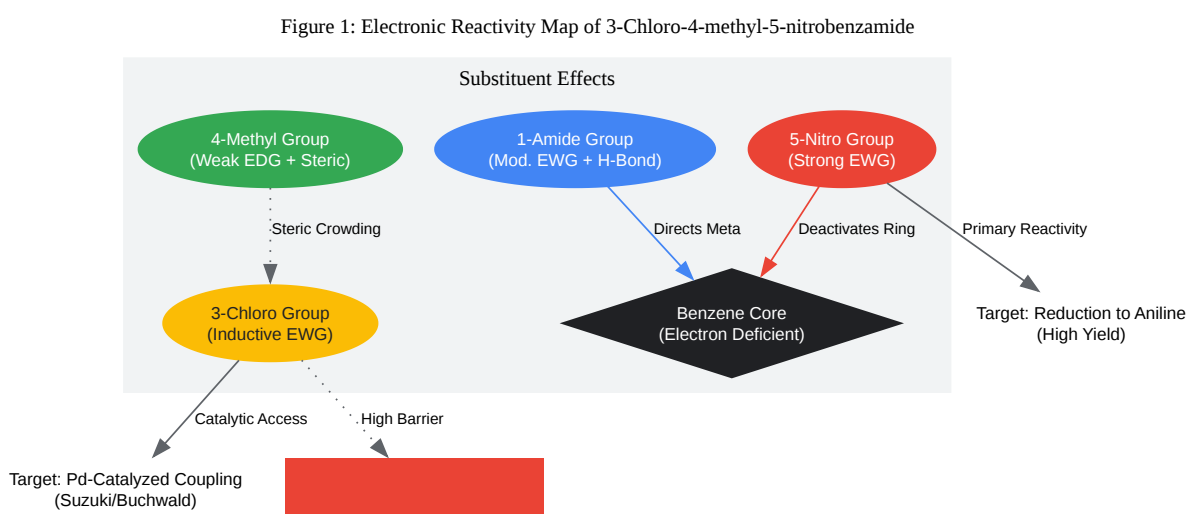 Figure 1: Electronic Reactivity Map of 3-Chloro-4-methyl-5-nitrobenzamide
Substituent Effects
4-Methyl Group
(Weak EDG + Steric)
1-Amide Group
(Mod. EWG + H-Bond)
5-Nitro Group
(Strong EWG)
Steric Crowding
Directs Meta
Deactivates Ring
Primary Reactivity
3-Chloro Group
(Inductive EWG)
Benzene Core
(Electron Deficient)
Target: Reduction to Aniline
(High Yield)
Catalytic Access
High Barrier
Target: Pd-Catalyzed Coupling
(Suzuki/Buchwald)